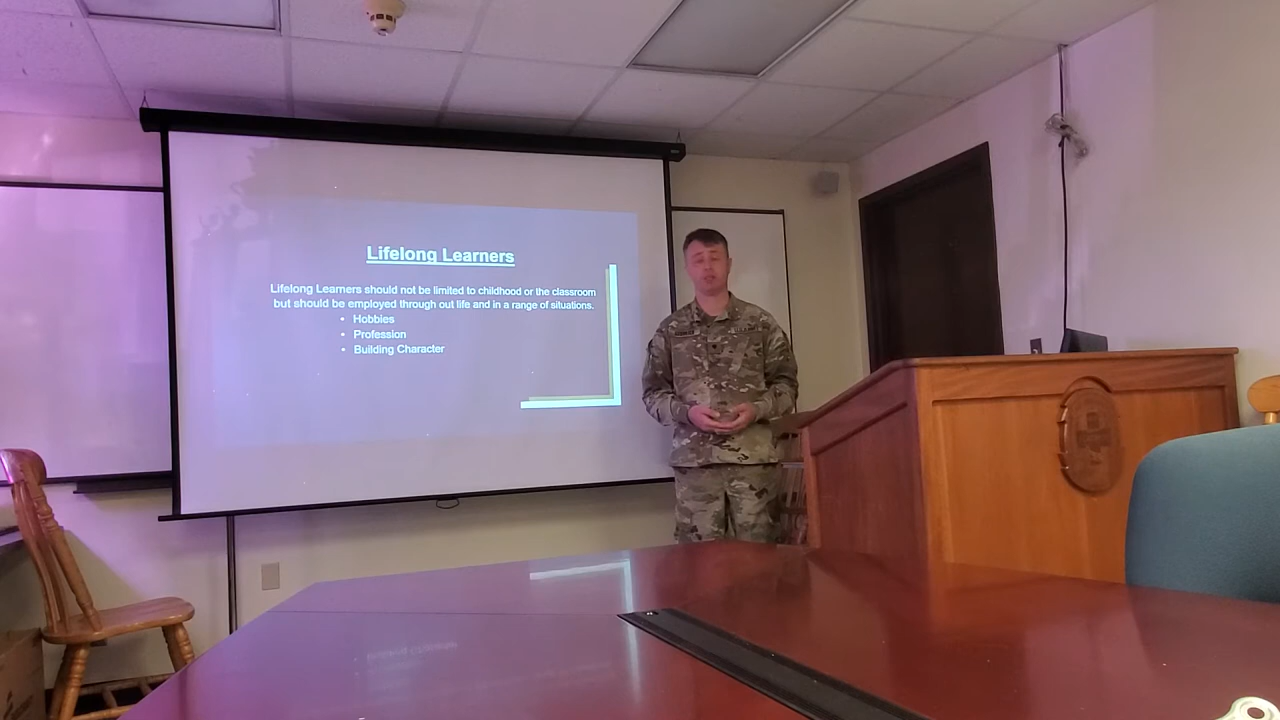 Lifelong Learners
Lifelong Learners should not be limited to childhood or the classroom
but should be employed through out life and in a range of situations.
• Hobbies
• Profession
• Building Character